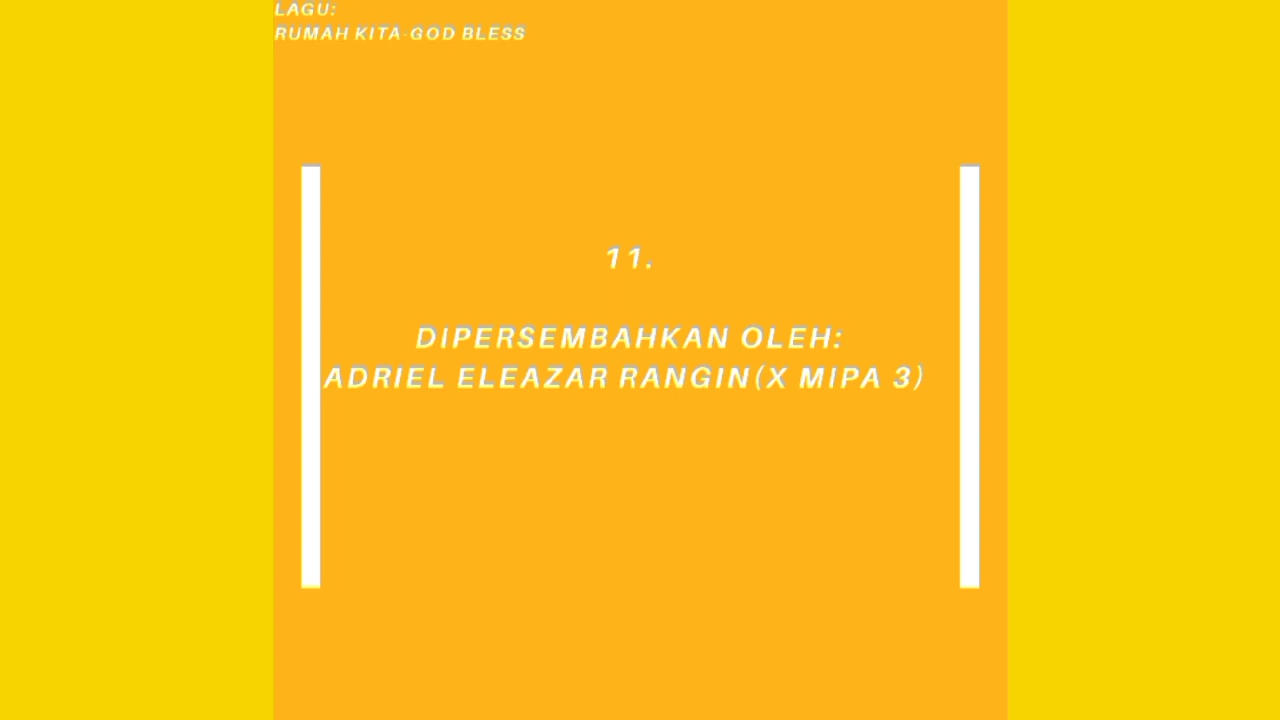 LAGU:
RUMAH KITA-GOD BLESS
11.
DIPERSEMBAHKAN OLEH:
ADRIEL ELEAZAR RANGIN(X MIPA 3)